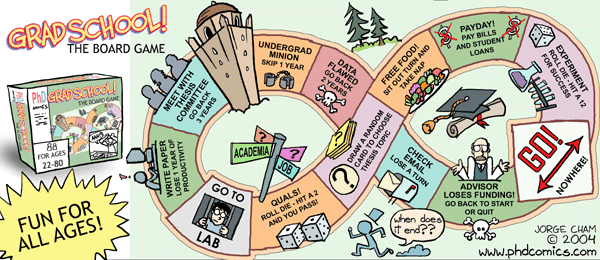 GRAD SCHOOL!
THE BOARD GAME
PhD
GRAD SCHOOL!
THE BOARD GAME
FOR AGES
22-80
FUN FOR
ALL AGES!
MEET WITH
THESIS
COMMITTEE
GO BACK
3 YEARS
UNDERGRAD
MINION
SKIP 1 YEAR
DATA
FLAWED
GO BACK
2 YEARS
WRITE PAPER
LOSE 1 YEAR OF
PRODUCTIVITY
GO TO
LAB
?
?
ACADEMIA
JOB
QUALS!
ROLL DIE - HIT A 2
AND YOU PASS!
?
DRAW A RANDOM
CARD TO CHOOSE
THESIS TOPIC
FREE FOOD!
SIT OUT TURN AND
TAKE NAP
PAYDAY!
PAY BILLS
AND STUDENT
LOANS
EXPERIMENT
ROLL DIE - HIT A 12
FOR SUCCESS
CHECK
EMAIL
LOSE A TURN
ADVISOR
LOSES FUNDING!
GO BACK TO START
OR QUIT
GO!
NOWHERE!
when does
it end??
JORGE CHAM
© 2004
www.phdcomics.com